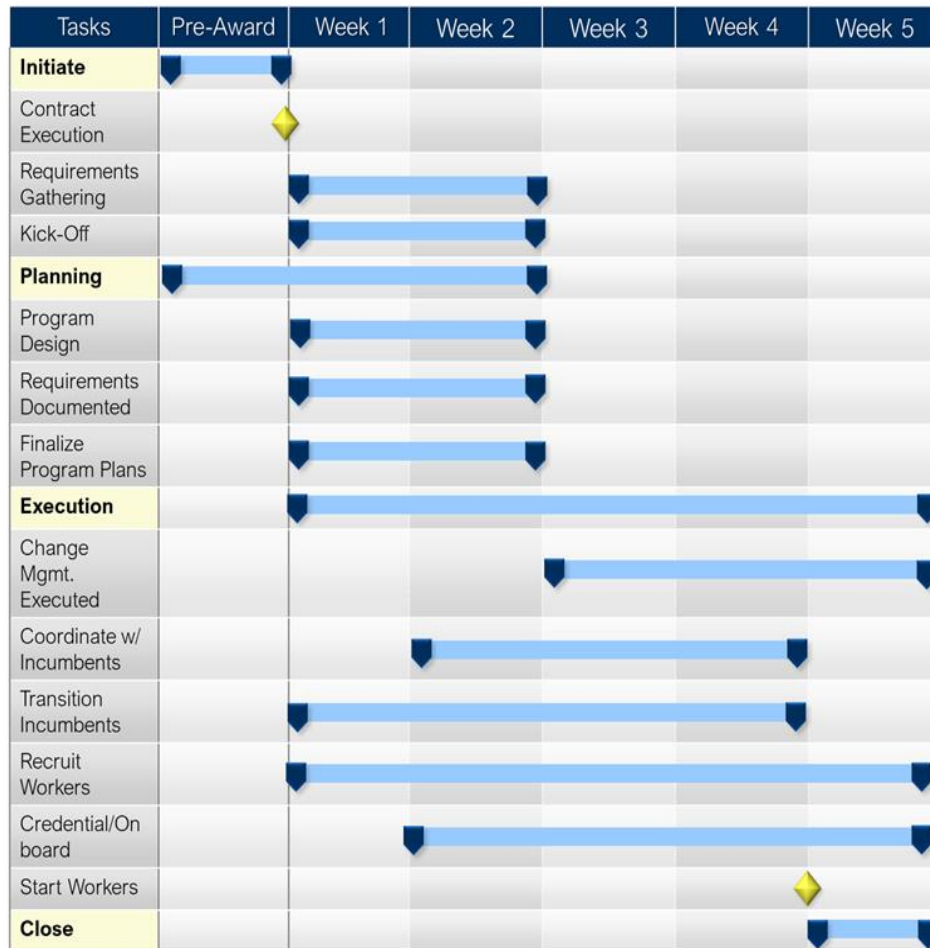 Tasks Pre-Award Week 1 Week 2 Week 3 Week 4 Week 5
Initiate
Contract
Execution
Requirements
Gathering
Kick-Off
Planning
Program
Design
Requirements
Documented
Finalize
Program Plans
Execution
Change
Mgmt.
Executed
Coordinate w/
Incumbents
Transition
Incumbents
Recruit
Workers
Credential/On
board
Start Workers
Close